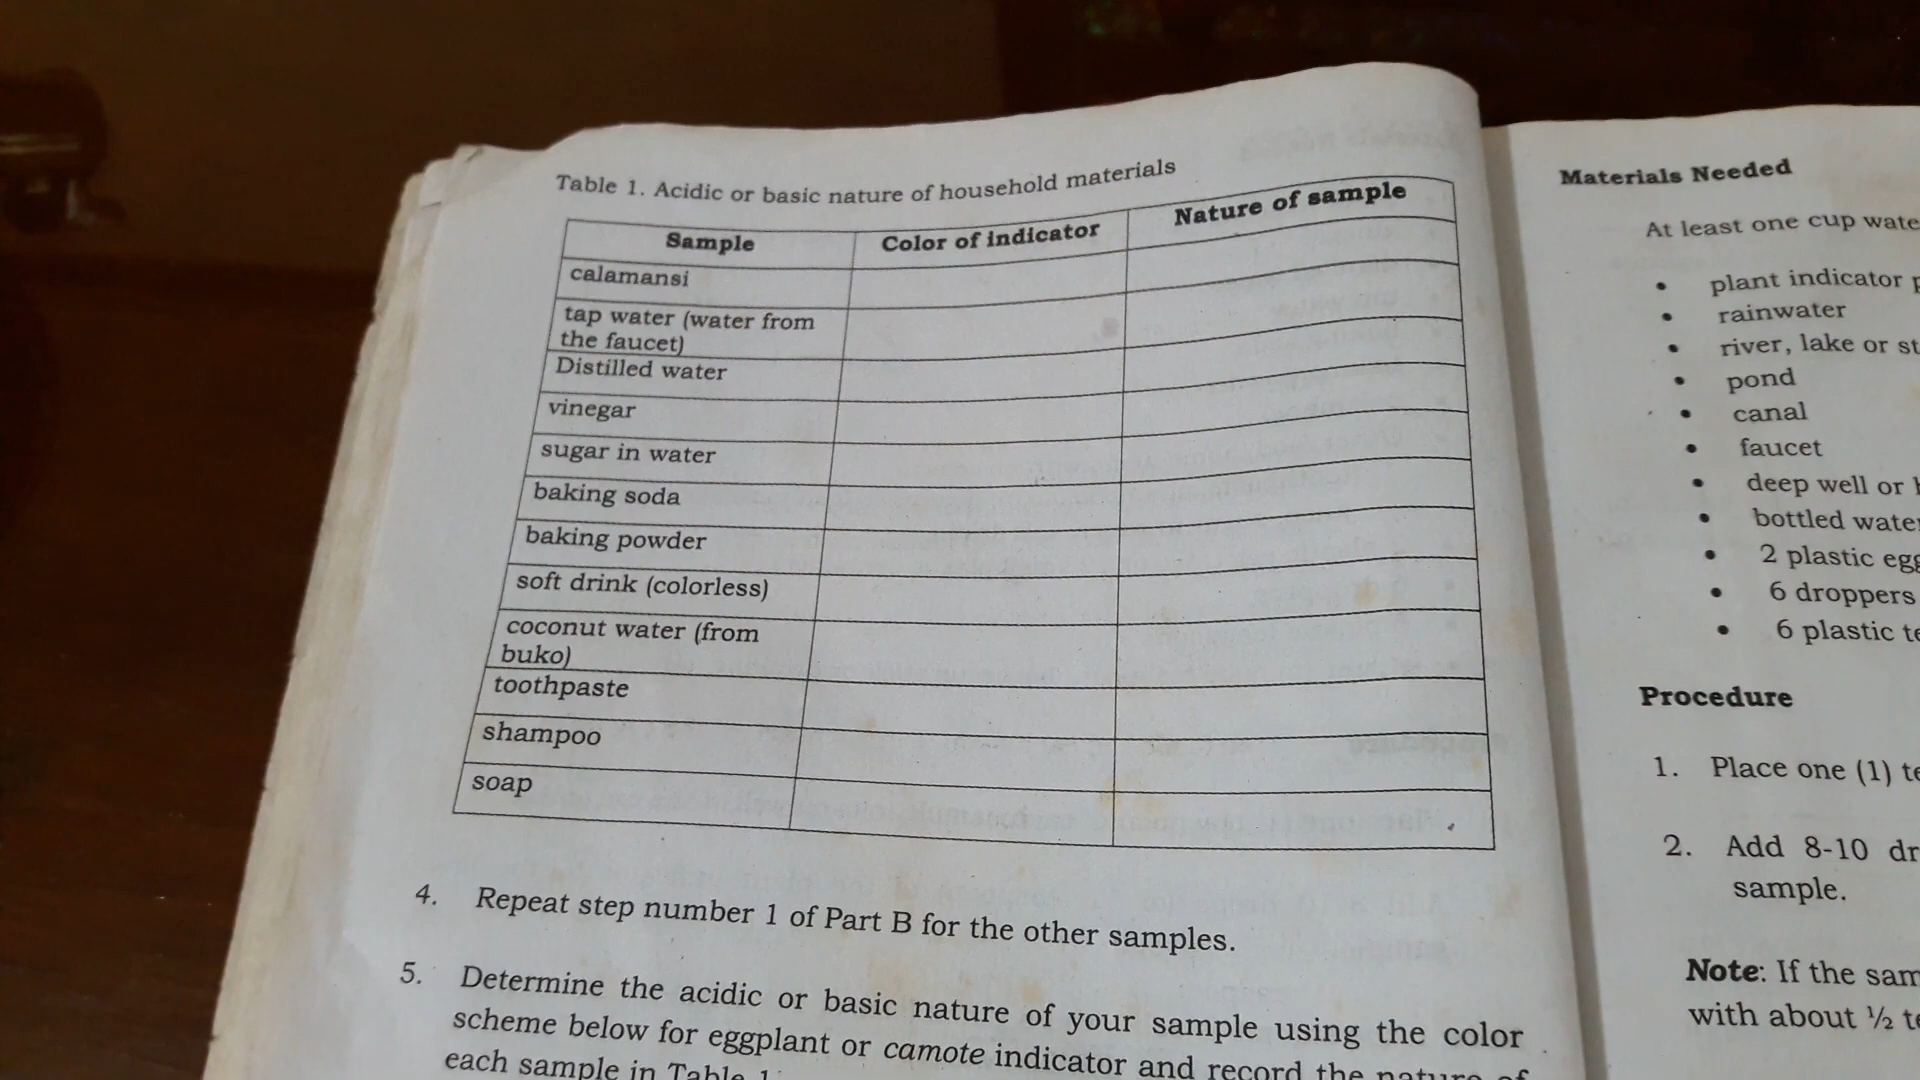 Table 1. Acidic or basic nature of household materials
Sample Color of indicator Nature of sample
calamansi
tap water (water from
the faucet)
Distilled water
vinegar
sugar in water
baking soda
baking powder
soft drink (colorless)
coconut water (from
buko)
toothpaste
shampoo
soap
4. Repeat step number 1 of Part B for the other samples.
5. Determine the acidic or basic nature of your sample using the color
scheme below for eggplant or camote indicator and record the nature of
each sample in Table 1.
Materials Needed
At least one cup
• plant indicator
• rainwater
• river, lake or
• pond
• canal
• faucet
• deep well or
• bottled water
• 2 plastic
• 6 droppers
• 6 plastic
Procedure
1. Place one (1)
2. Add 8-10
sample.
Note: If the
with about ½